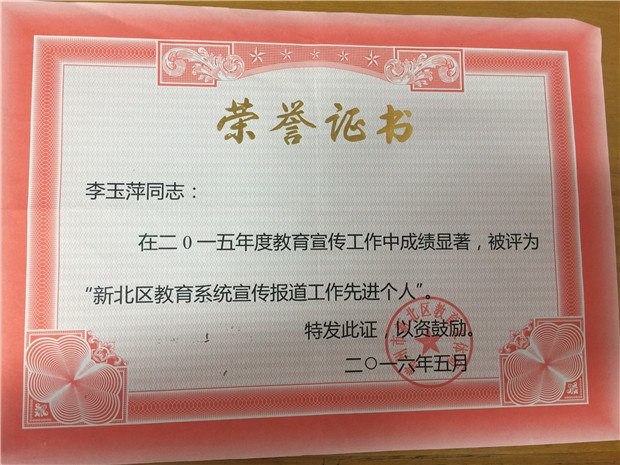 荣誉证书
李玉萍同志：
在二0一五年度教育宣传工作中成绩显著，被评为
“新北区教育系统宣传报道工作先进个人”。
特发此证，以资鼓励。
二〇一六年五月